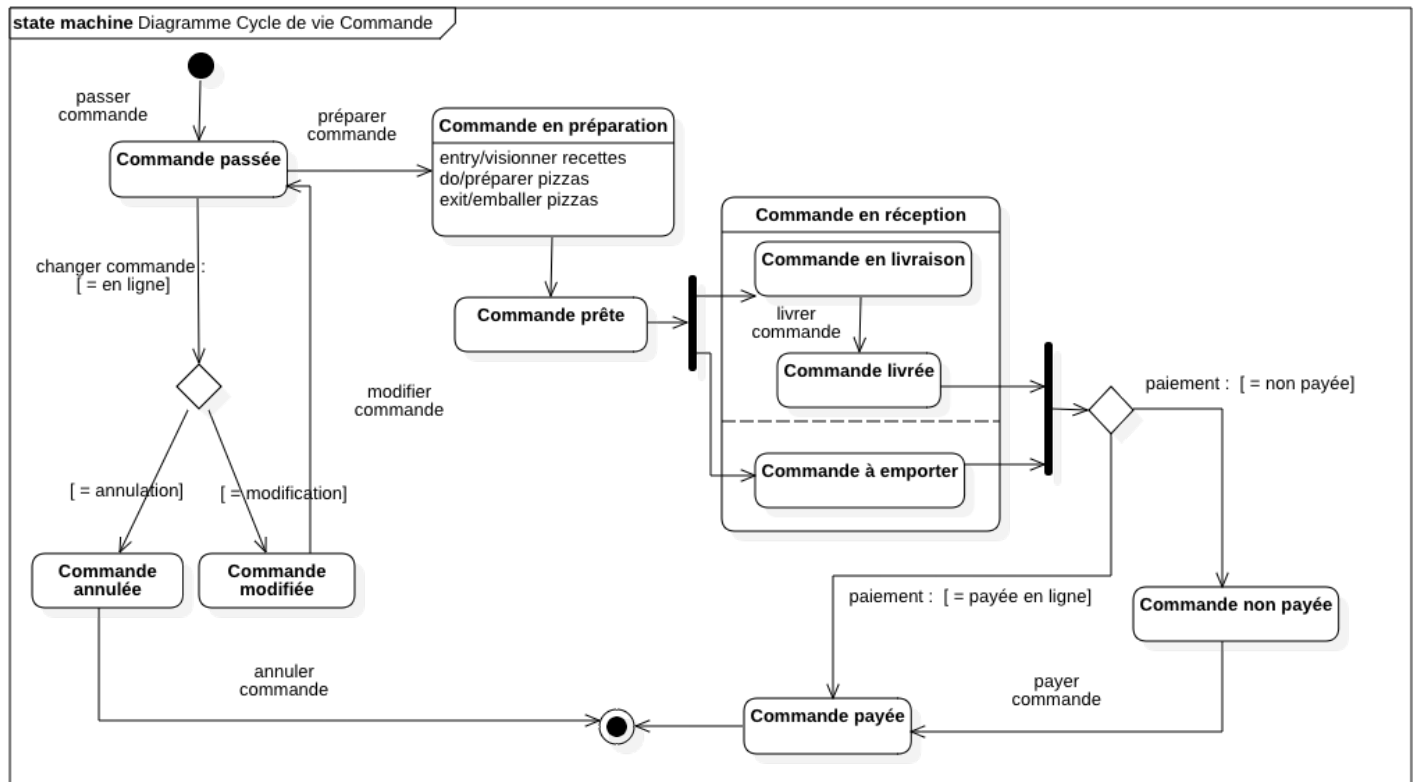 state machine Diagramme Cycle de vie Commande
passer
commande
préparer
commande
Commande passée
Commande en préparation
entry/visionner recettes
do/préparer pizzas
exit/emballer pizzas
Commande en réception
Commande en livraison
changer commande :
[ = en ligne]
Commande prête
livrer
commande
Commande livrée
modifier
commande
paiement :  [ = non payée]
Commande à emporter
[ = annulation]
[ = modification]
Commande
annulée
Commande
modifiée
paiement :  [ = payée en ligne]
Commande non payée
annuler
commande
payer
commande
Commande payée